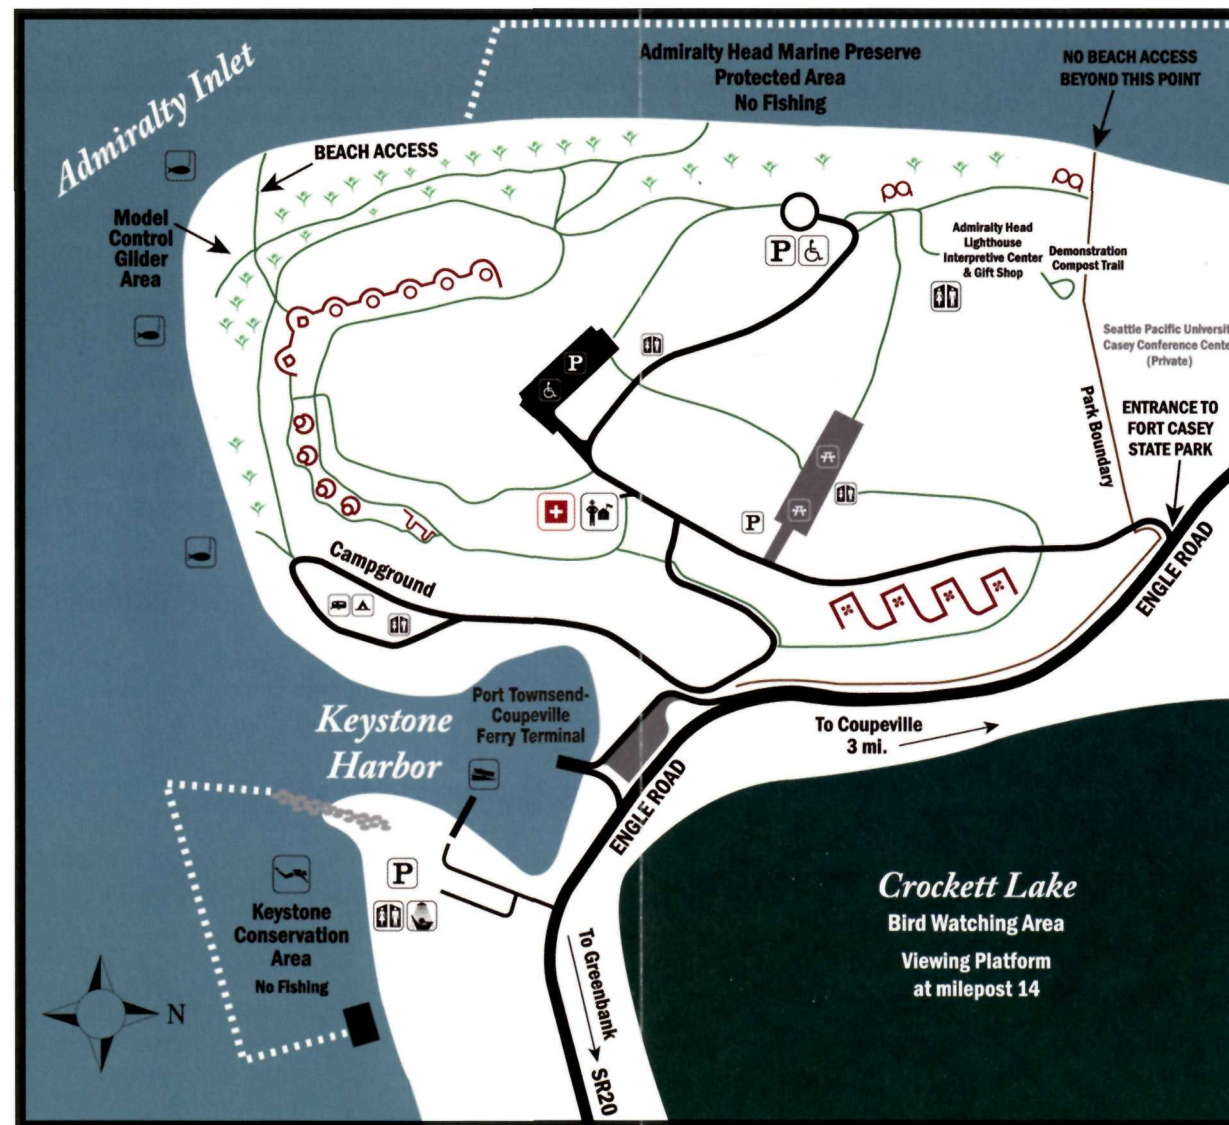 Admiralty Inlet
Admiralty Head Marine Preserve
Protected Area
No Fishing
NO BEACH ACCESS
BEYOND THIS POINT
BEACH ACCESS
Model
Control
Glider
Area
P
Admiralty Head
Lighthouse
Interpretive Center
& Gift Shop
Demonstration
Compost Trail
Seattle Pacific Universit
Casey Conference Cente
(Private)
P
Park Boundary
ENTRANCE TO
FORT CASEY
STATE PARK
P
Campground
ENGLE ROAD
Port Townsend-
Coupeville
Ferry Terminal
Keystone
Harbor
To Coupeville
3 mi.
ENGLE ROAD
P
Keystone
Conservation
Area
No Fishing
Crockett Lake
Bird Watching Area
Viewing Platform
at milepost 14
N
To Greenbank
SR20